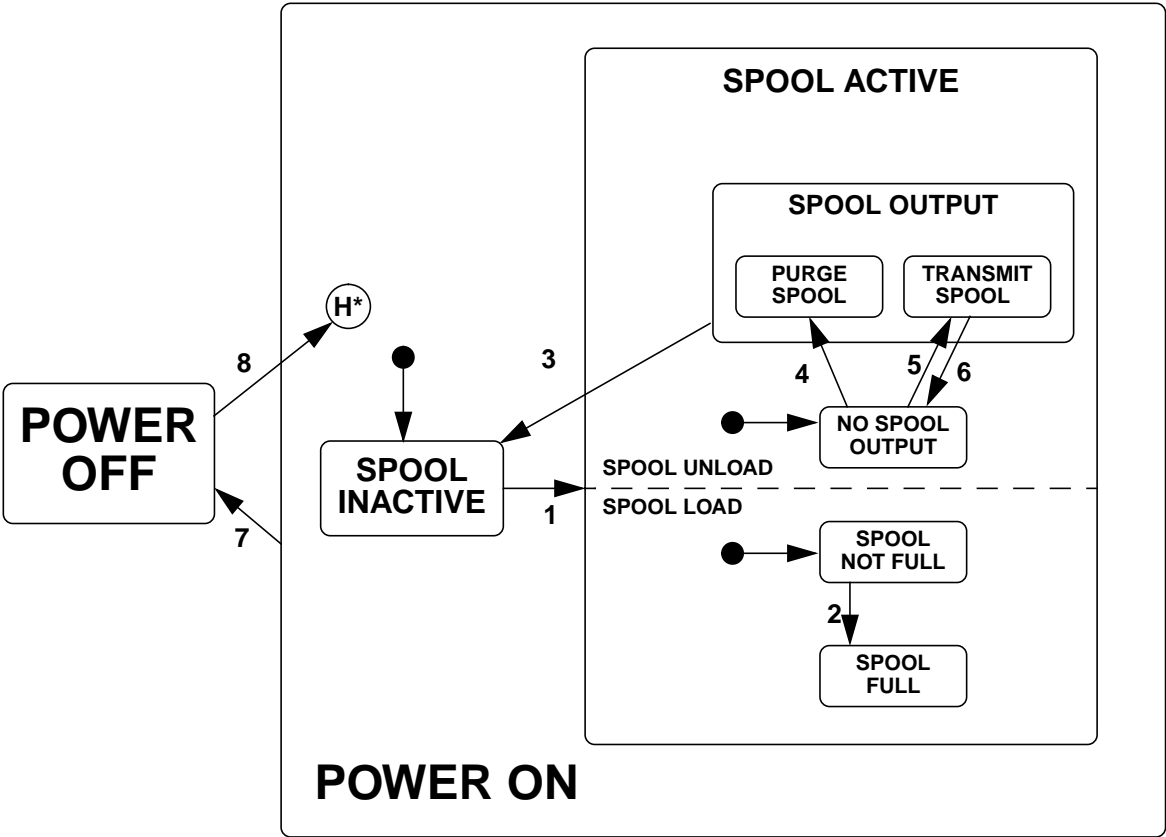 SPOOL ACTIVE
SPOOL OUTPUT
PURGE
SPOOL
TRANSMIT
SPOOL
H*
8
3
4
5
6
POWER
OFF
NO SPOOL
OUTPUT
SPOOL
INACTIVE
SPOOL UNLOAD
SPOOL LOAD
1
7
SPOOL
NOT FULL
2
SPOOL
FULL
POWER ON